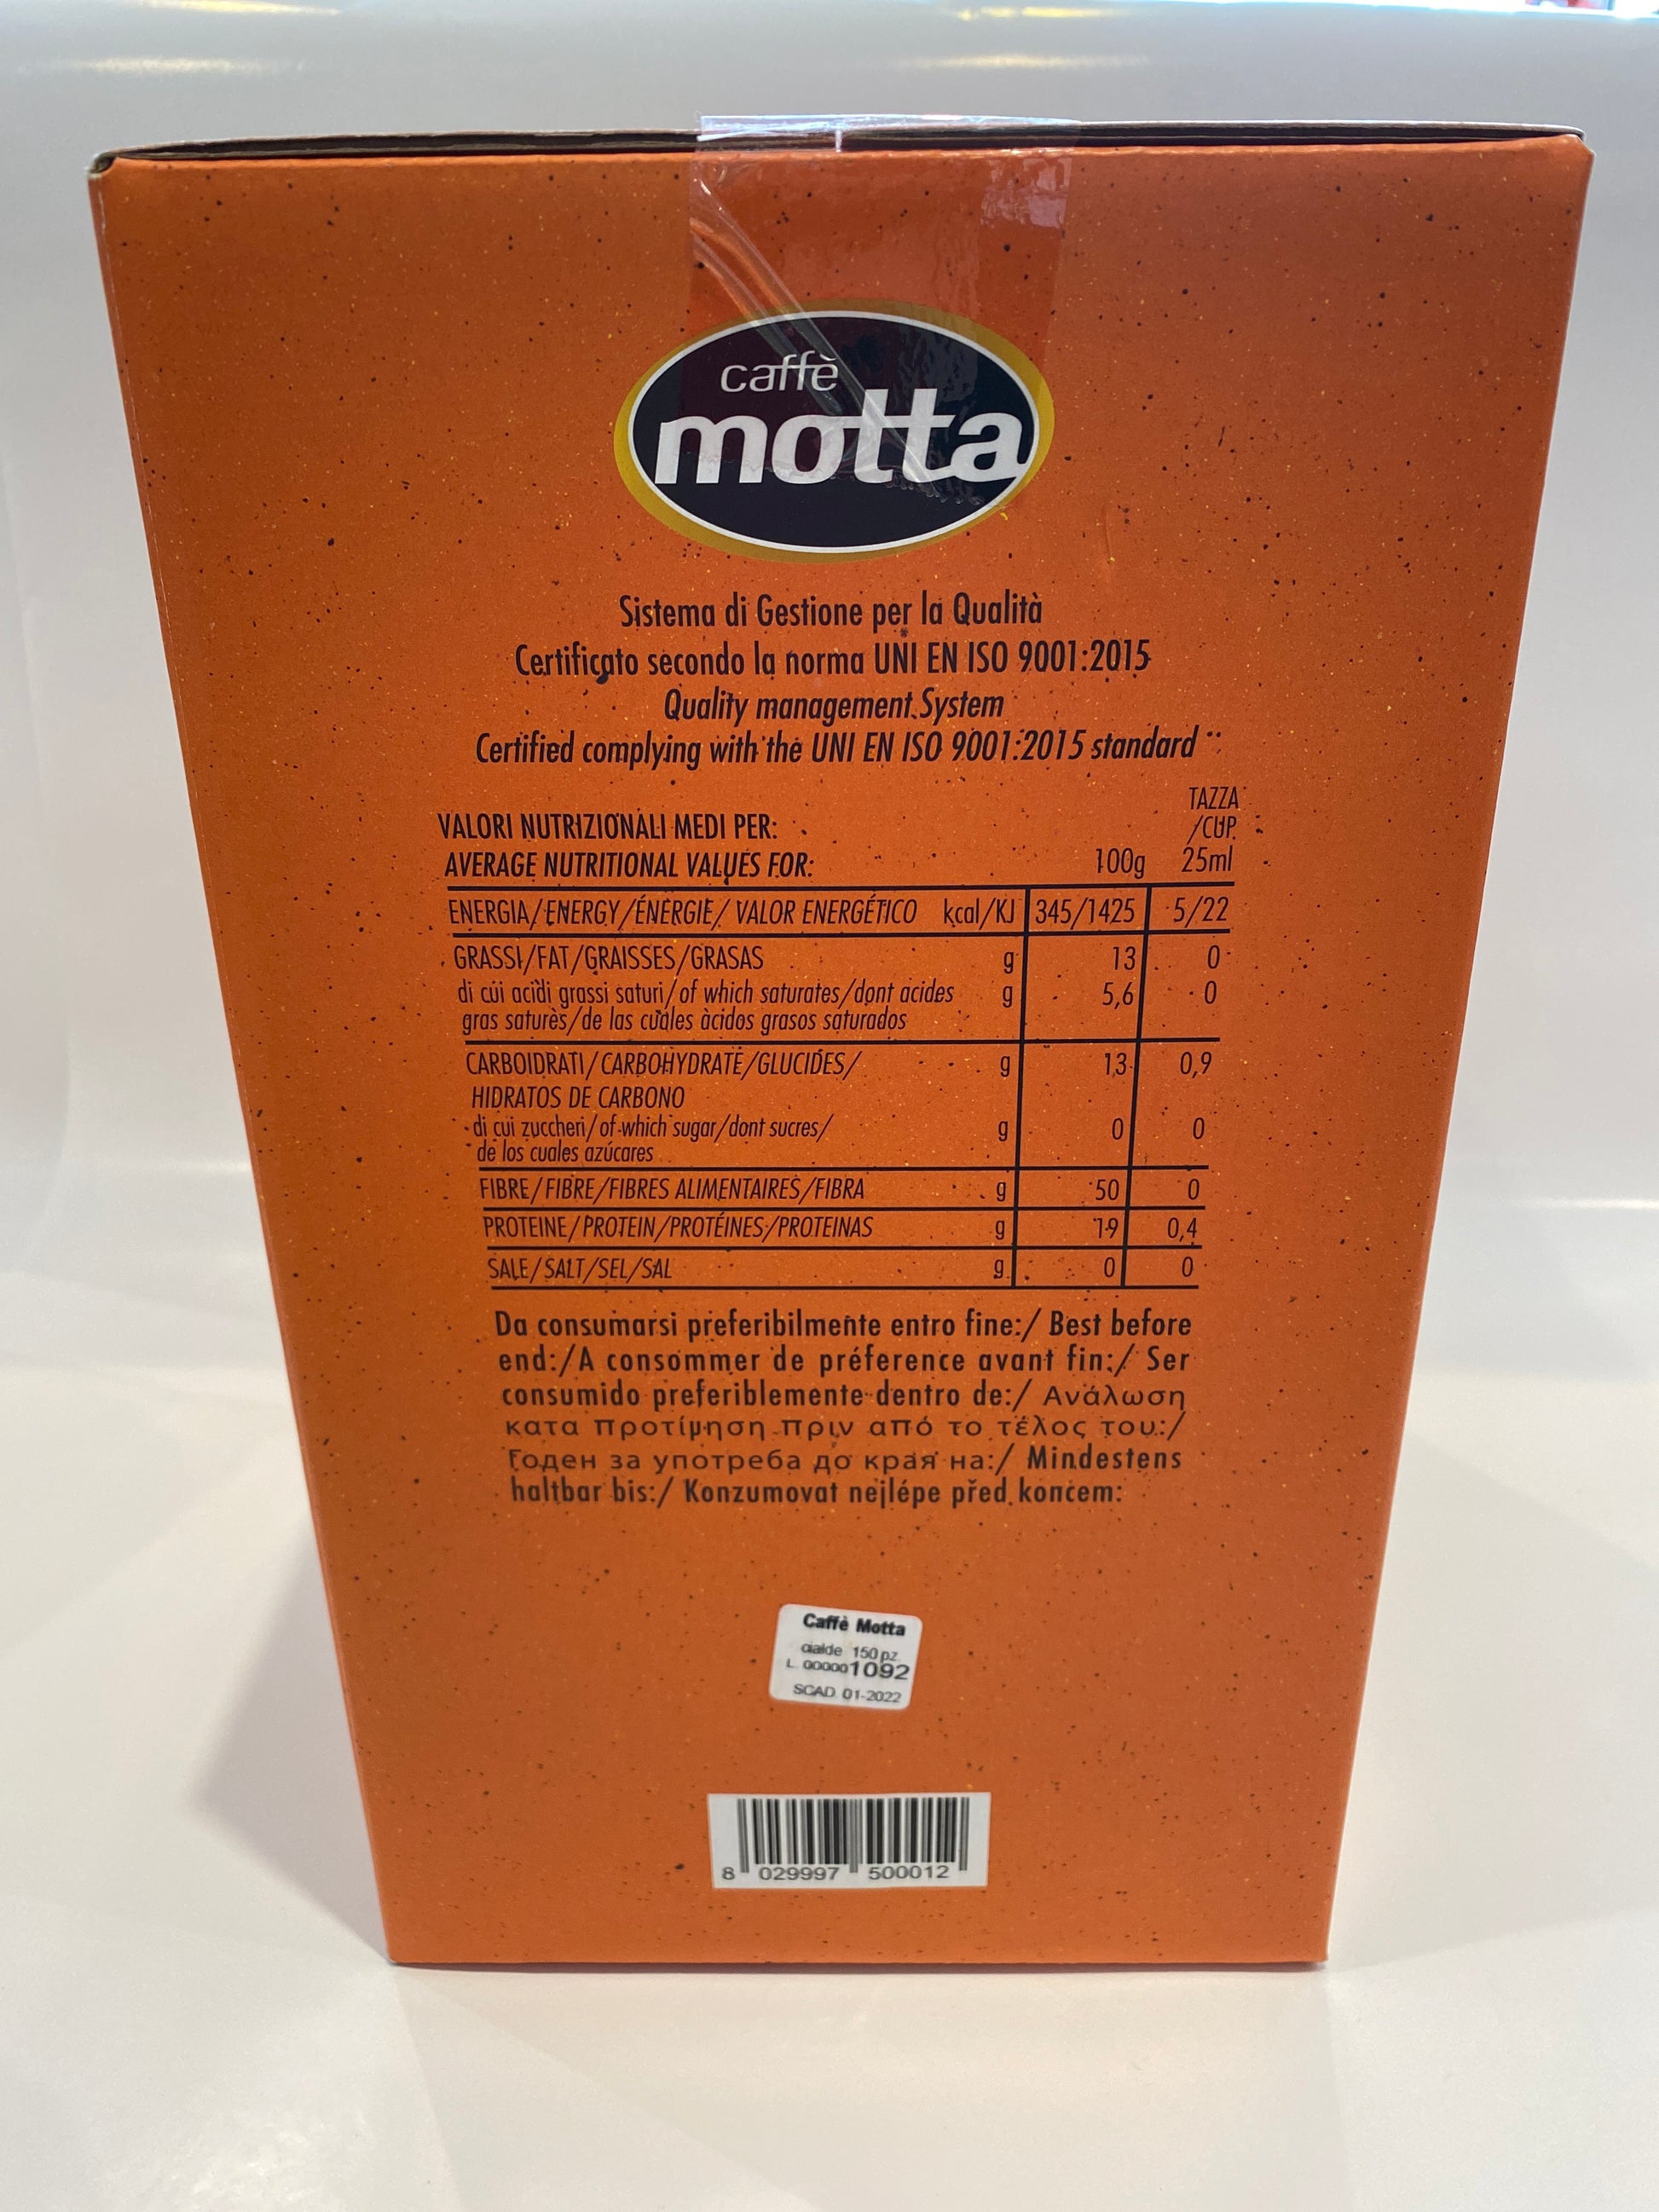 caffè
motta
Sistema di Gestione per la Qualità
Certificato secondo la norma UNI EN ISO 9001:2015
Quality management System
Certified complying with the UNI EN ISO 9001:2015 standard
TAZZA
VALORI NUTRIZIONALI MEDI PER: /CUP
AVERAGE NUTRITIONAL VALUES FOR: 100g 25ml
ENERGIA/ENERGY/ÉNERGIE/ VALOR ENERGÉTICO kcal/KJ 345/1425 5/22
GRASSI/FAT/GRAISSES/GRASAS g 13 0
di cui acidi grassi saturi/of which saturates/dont acides g 5,6 0
gras saturès/de las cuales àcidos grasos saturados
CARBOIDRATI/CARBOHYDRATE/GLUCIDES/ g 13 0,9
HIDRATOS DE CARBONO
di cui zuccheri/of which sugar/dont sucres/ g 0 0
de los cuales azúcares
FIBRE/FIBRE/FIBRES ALIMENTAIRES/FIBRA g 50 0
PROTEINE/PROTEIN/PROTÉINES/PROTEINAS g 19 0,4
SALE/SALT/SEL/SAL g 0 0
Da consumarsi preferibilmente entro fine:/ Best before
end:/A consommer de préference avant fin:/ Ser
consumido preferiblemente dentro de:/ Ανάλωση
κατα προτίμηση πριν από το τέλος του:/
Годен за употреба до края на:/ Mindestens
haltbar bis:/ Konzumovat nejlépe před koncem:
Caffè Motta
cialde 150 pz.
L. 000001092
SCAD. 01-2022
8 029997 500012